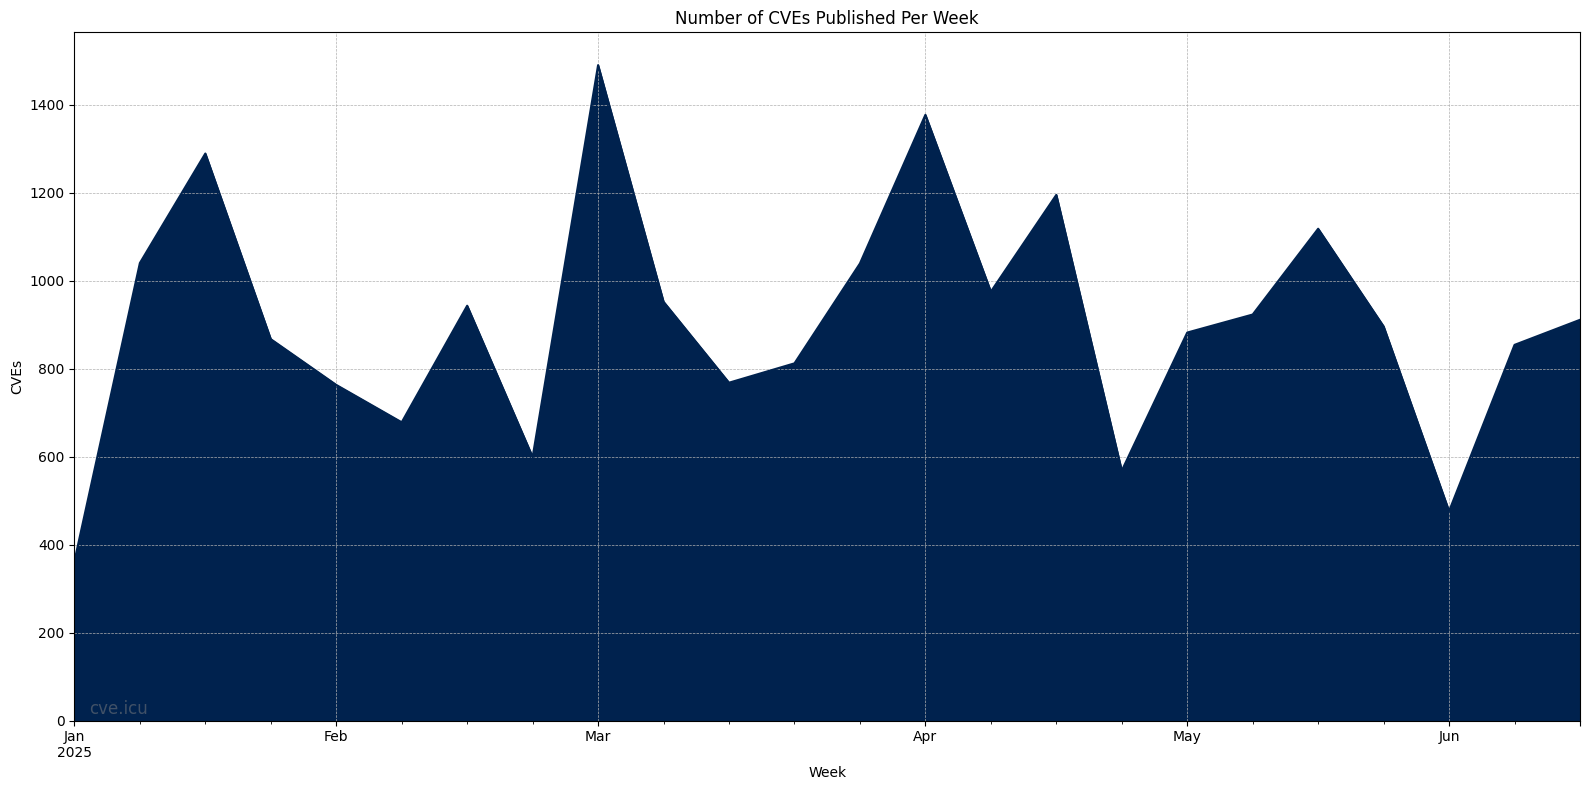 Number of CVEs Published Per Week
1400
1200
1000
800
600
400
200
0
CVEs
cve.icu
Jan Feb Mar Apr May Jun
2025
Week